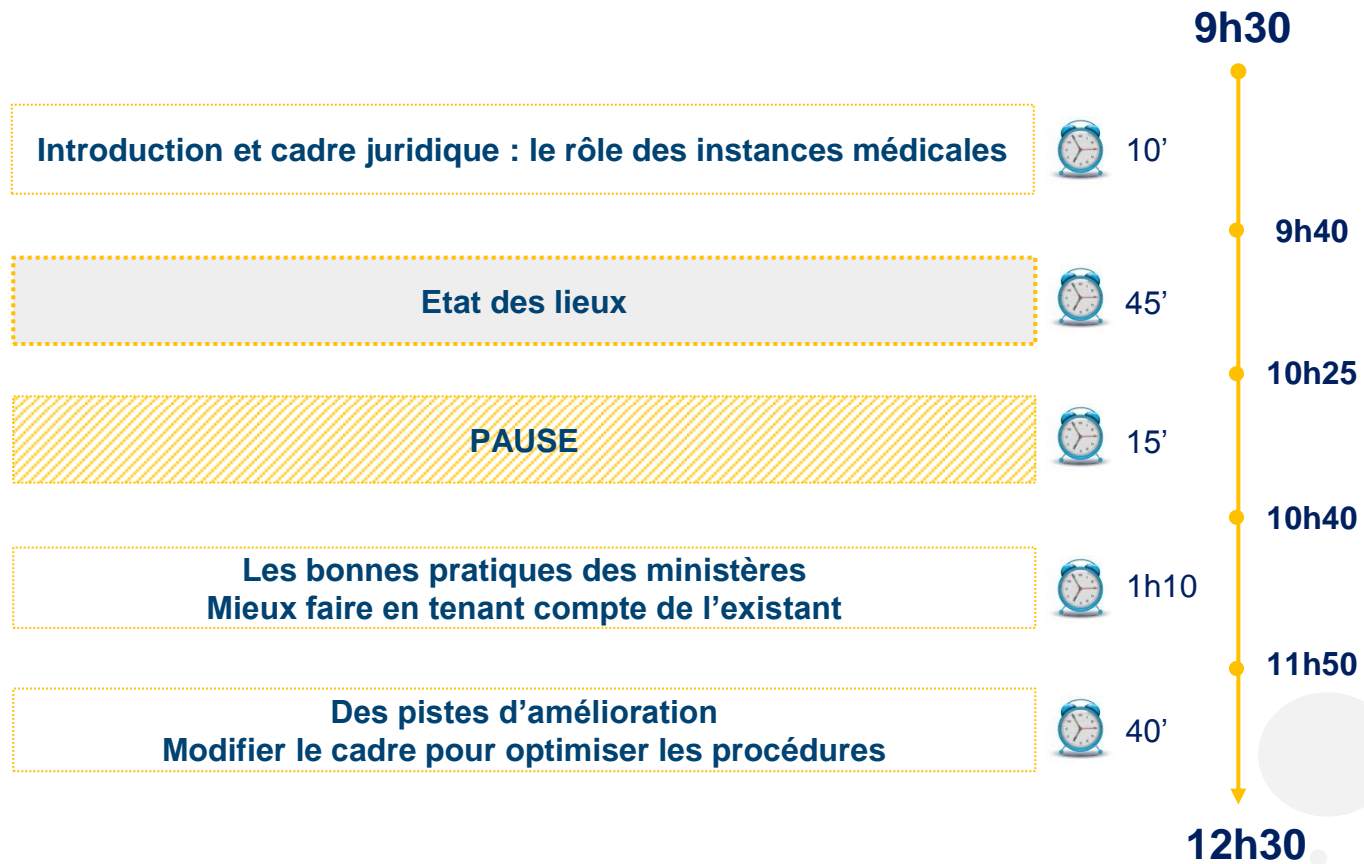 9h30
Introduction et cadre juridique : le rôle des instances médicales
10’
9h40
Etat des lieux
45’
10h25
PAUSE
15’
10h40
Les bonnes pratiques des ministères
Mieux faire en tenant compte de l’existant
1h10
11h50
Des pistes d’amélioration
Modifier le cadre pour optimiser les procédures
40’
12h30